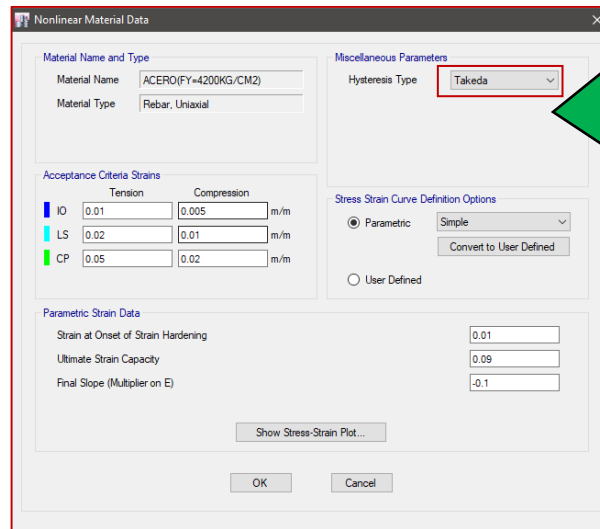 Nonlinear Material Data
Material Name and Type
Material Name ACERO(FY=4200KG/CM2)
Material Type Rebar, Uniaxial
Miscellaneous Parameters
Hysteresis Type Takeda
Acceptance Criteria Strains
Tension Compression
IO 0.01 0.005 m/m
LS 0.02 0.01 m/m
CP 0.05 0.02 m/m
Stress Strain Curve Definition Options
Parametric Simple
Convert to User Defined
User Defined
Parametric Strain Data
Strain at Onset of Strain Hardening 0.01
Ultimate Strain Capacity 0.09
Final Slope (Multiplier on E) -0.1
Show Stress-Strain Plot...
OK Cancel